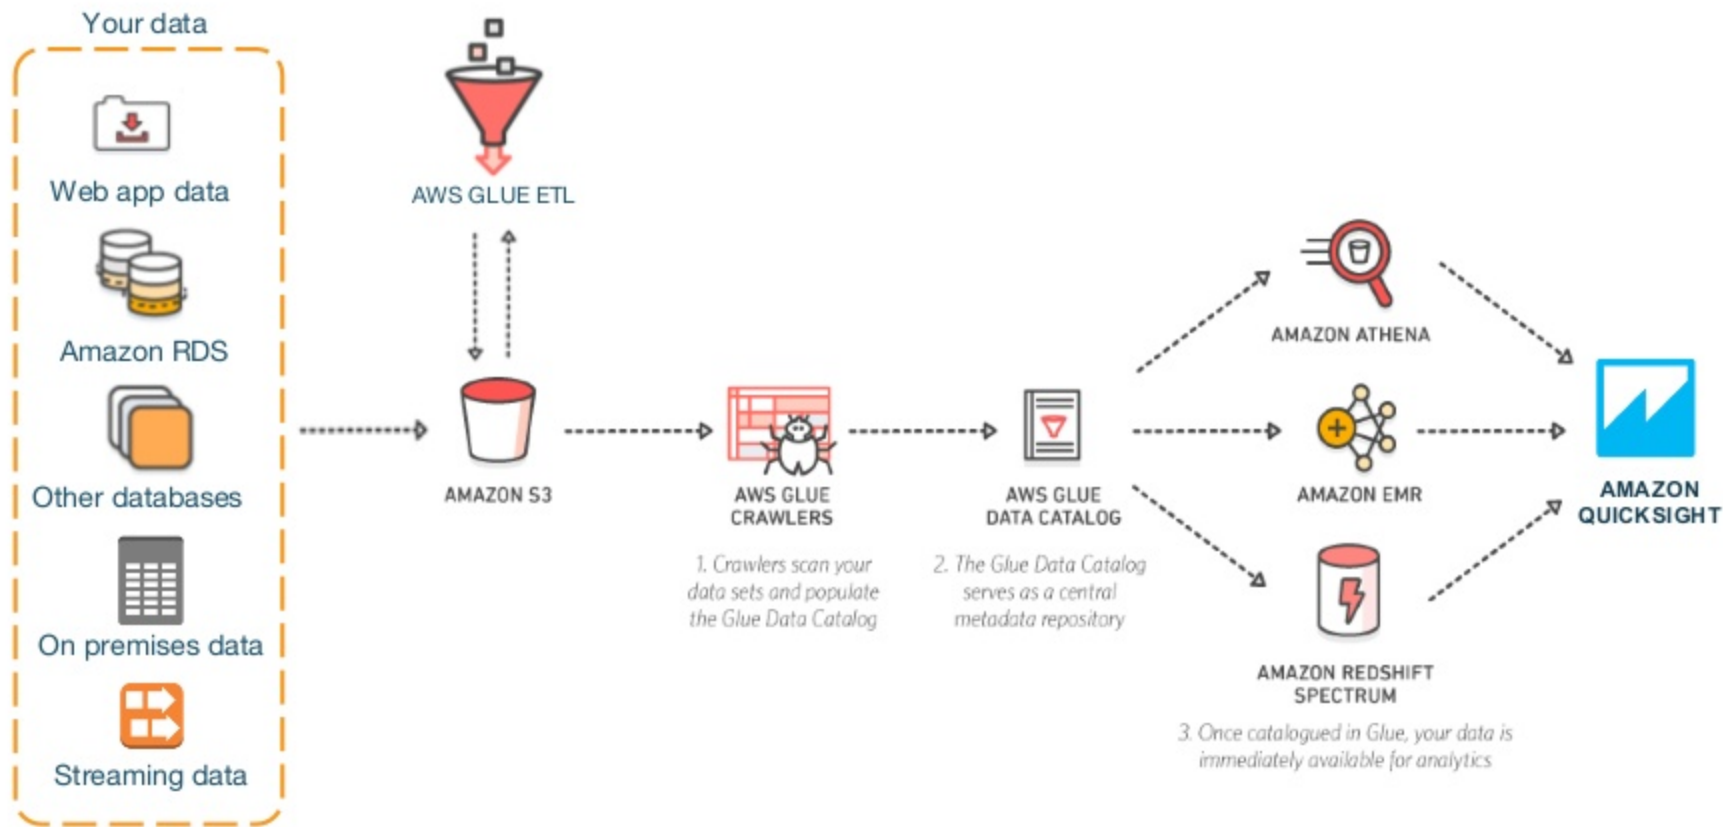 Your data
Web app data
Amazon RDS
Other databases
On premises data
Streaming data
AWS GLUE ETL
AMAZON S3
AWS GLUE
CRAWLERS
1. Crawlers scan your
data sets and populate
the Glue Data Catalog
AWS GLUE
DATA CATALOG
2. The Glue Data Catalog
serves as a central
metadata repository
AMAZON ATHENA
AMAZON EMR
AMAZON REDSHIFT
SPECTRUM
3. Once catalogued in Glue, your data is
immediately available for analytics
AMAZON
QUICKSIGHT